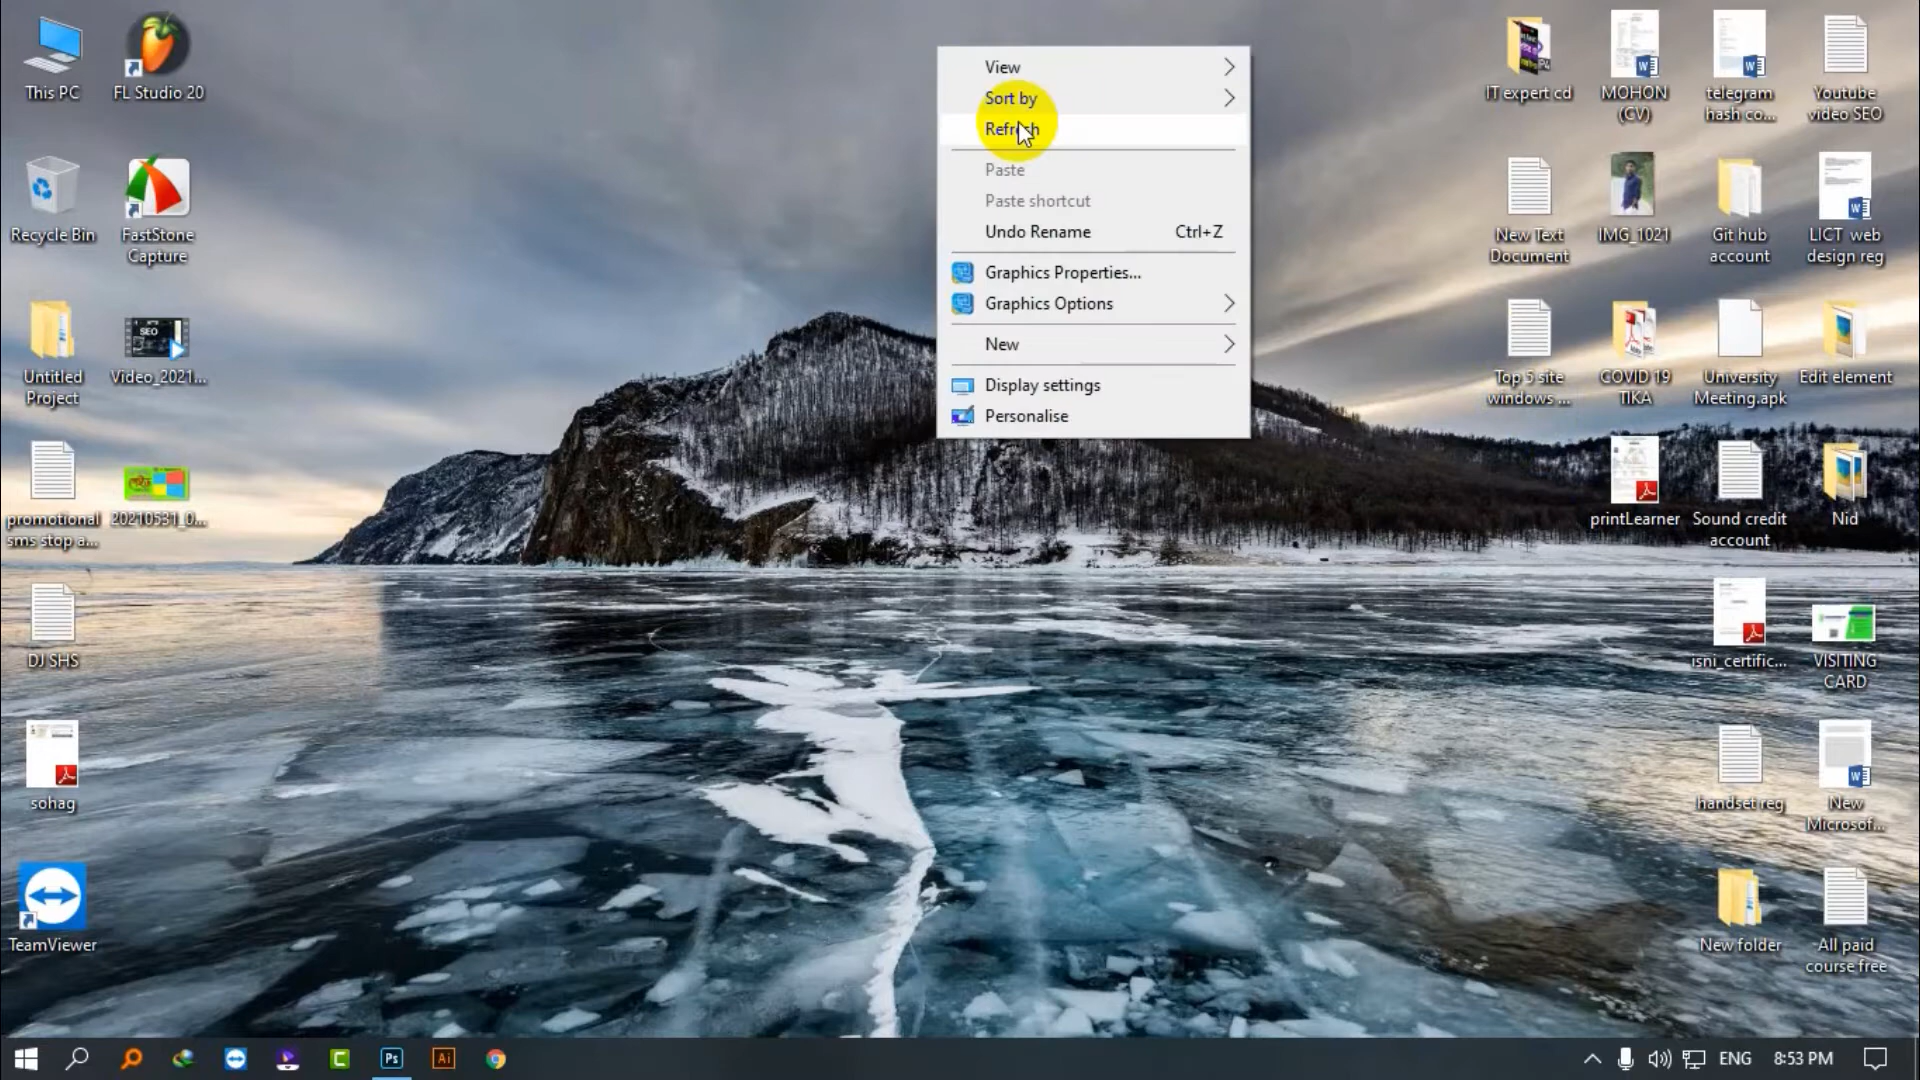 This PC
FL Studio 20
Recycle Bin
FastStone
Capture
Untitled
Project
Video_2021...
SEO
promotional
sms stop a...
20210531_0...
DJ SHS
sohag
TeamViewer
View
Sort by
Refresh
Paste
Paste shortcut
Undo Rename Ctrl+Z
Graphics Properties...
Graphics Options
New
Display settings
Personalise
IT expert cd
MOHON
(CV)
telegram
hash co...
Youtube
video SEO
New Text
Document
IMG_1021
Git hub
account
LICT web
design reg
Top 5 site
windows ...
COVID 19
TIKA
University
Meeting.apk
Edit element
printLearner
Sound credit
account
Nid
isni_certific...
VISITING
CARD
handset reg
New
Microsof...
New folder
All paid
course free
Ps
Ai
ENG
8:53 PM